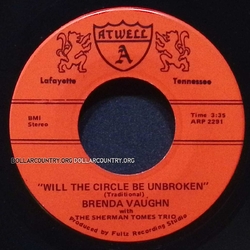 ATWELL
A
Lafayette Tennessee
BMI
Stereo
Time 3:35
ARP 2291
DOLLARCOUNTRY.ORG DOLLARCOUNTRY.ORG
"WILL THE CIRCLE BE UNBROKEN"
(Traditional)
BRENDA VAUGHN
with
THE SHERMAN TOMES TRIO
Produced by Fultz Recording Studio